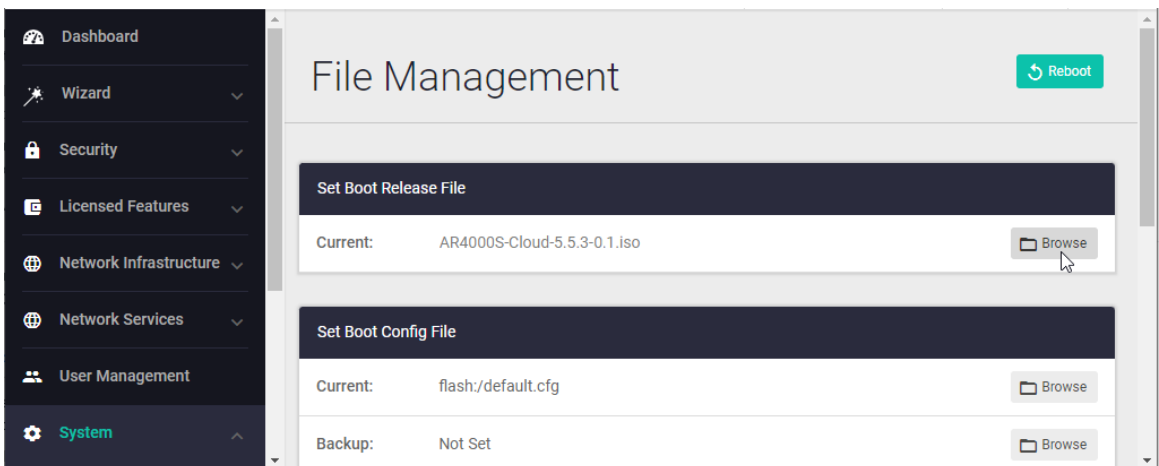 Dashboard
Wizard
Security
Licensed Features
Network Infrastructure
Network Services
User Management
System
File Management
Reboot
Set Boot Release File
Current: AR4000S-Cloud-5.5.3-0.1.iso Browse
Set Boot Config File
Current: flash:/default.cfg Browse
Backup: Not Set Browse